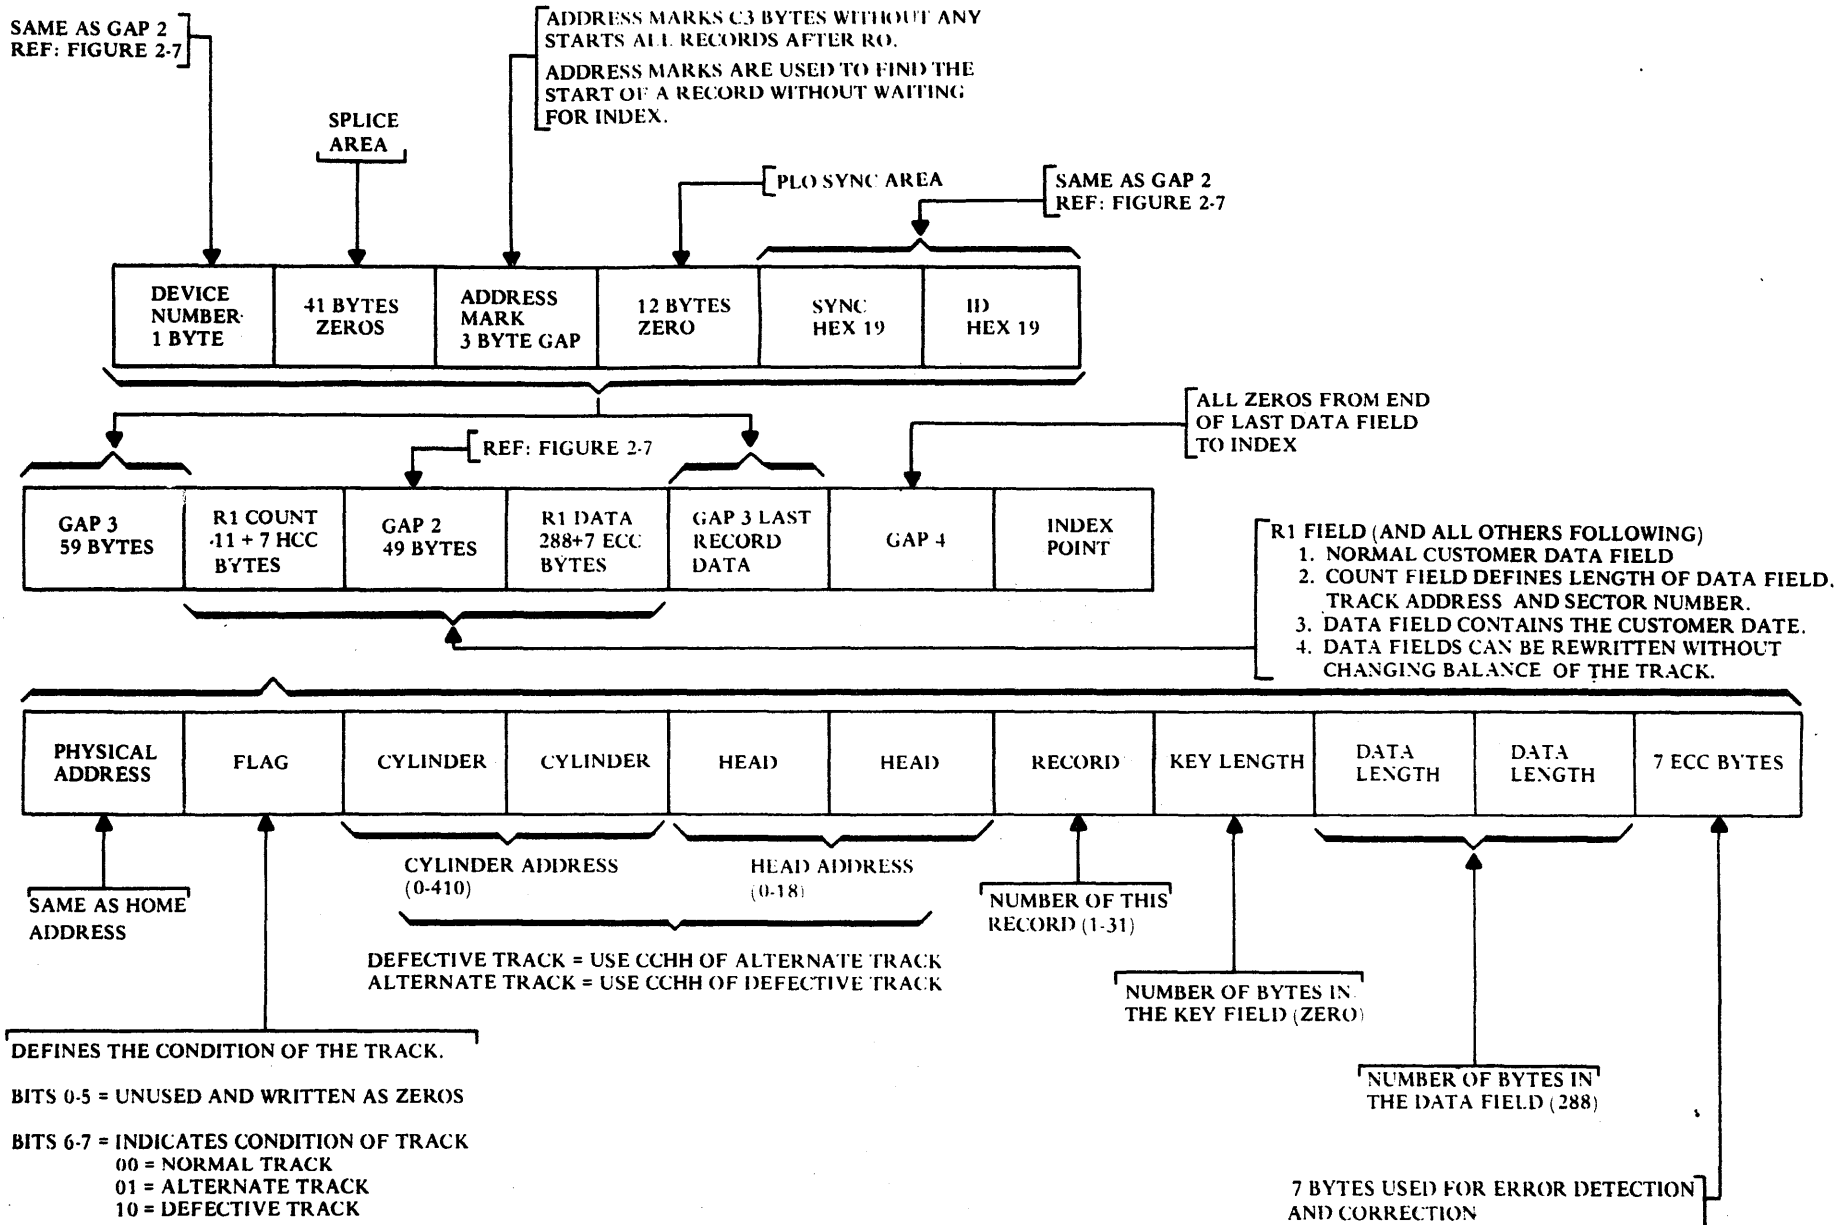 SAME AS GAP 2
REF: FIGURE 2-7
ADDRESS MARKS C3 BYTES WITHOUT ANY
STARTS ALL RECORDS AFTER RO.
ADDRESS MARKS ARE USED TO FIND THE
START OF A RECORD WITHOUT WAITING
FOR INDEX.
SPLICE
AREA
PLO SYNC AREA
SAME AS GAP 2
REF: FIGURE 2-7
DEVICE
NUMBER
1 BYTE
41 BYTES
ZEROS
ADDRESS
MARK
3 BYTE GAP
12 BYTES
ZERO
SYNC
HEX 19
ID
HEX 19
ALL ZEROS FROM END
OF LAST DATA FIELD
TO INDEX
REF: FIGURE 2-7
GAP 3
59 BYTES
R1 COUNT
11 + 7 HCC
BYTES
GAP 2
49 BYTES
R1 DATA
288+7 ECC
BYTES
GAP 3 LAST
RECORD
DATA
GAP 4
INDEX
POINT
R1 FIELD (AND ALL OTHERS FOLLOWING)
1. NORMAL CUSTOMER DATA FIELD
2. COUNT FIELD DEFINES LENGTH OF DATA FIELD.
TRACK ADDRESS AND SECTOR NUMBER.
3. DATA FIELD CONTAINS THE CUSTOMER DATE.
4. DATA FIELDS CAN BE REWRITTEN WITHOUT
CHANGING BALANCE OF THE TRACK.
PHYSICAL
ADDRESS
FLAG
CYLINDER
CYLINDER
HEAD
HEAD
RECORD
KEY LENGTH
DATA
LENGTH
DATA
LENGTH
7 ECC BYTES
CYLINDER ADDRESS
(0-410)
HEAD ADDRESS
(0-18)
SAME AS HOME
ADDRESS
NUMBER OF THIS
RECORD (1-31)
DEFECTIVE TRACK = USE CCHH OF ALTERNATE TRACK
ALTERNATE TRACK = USE CCHH OF DEFECTIVE TRACK
NUMBER OF BYTES IN
THE KEY FIELD (ZERO)
DEFINES THE CONDITION OF THE TRACK.
BITS 0-5 = UNUSED AND WRITTEN AS ZEROS
BITS 6-7 = INDICATES CONDITION OF TRACK
00 = NORMAL TRACK
01 = ALTERNATE TRACK
10 = DEFECTIVE TRACK
NUMBER OF BYTES IN
THE DATA FIELD (288)
7 BYTES USED FOR ERROR DETECTION
AND CORRECTION